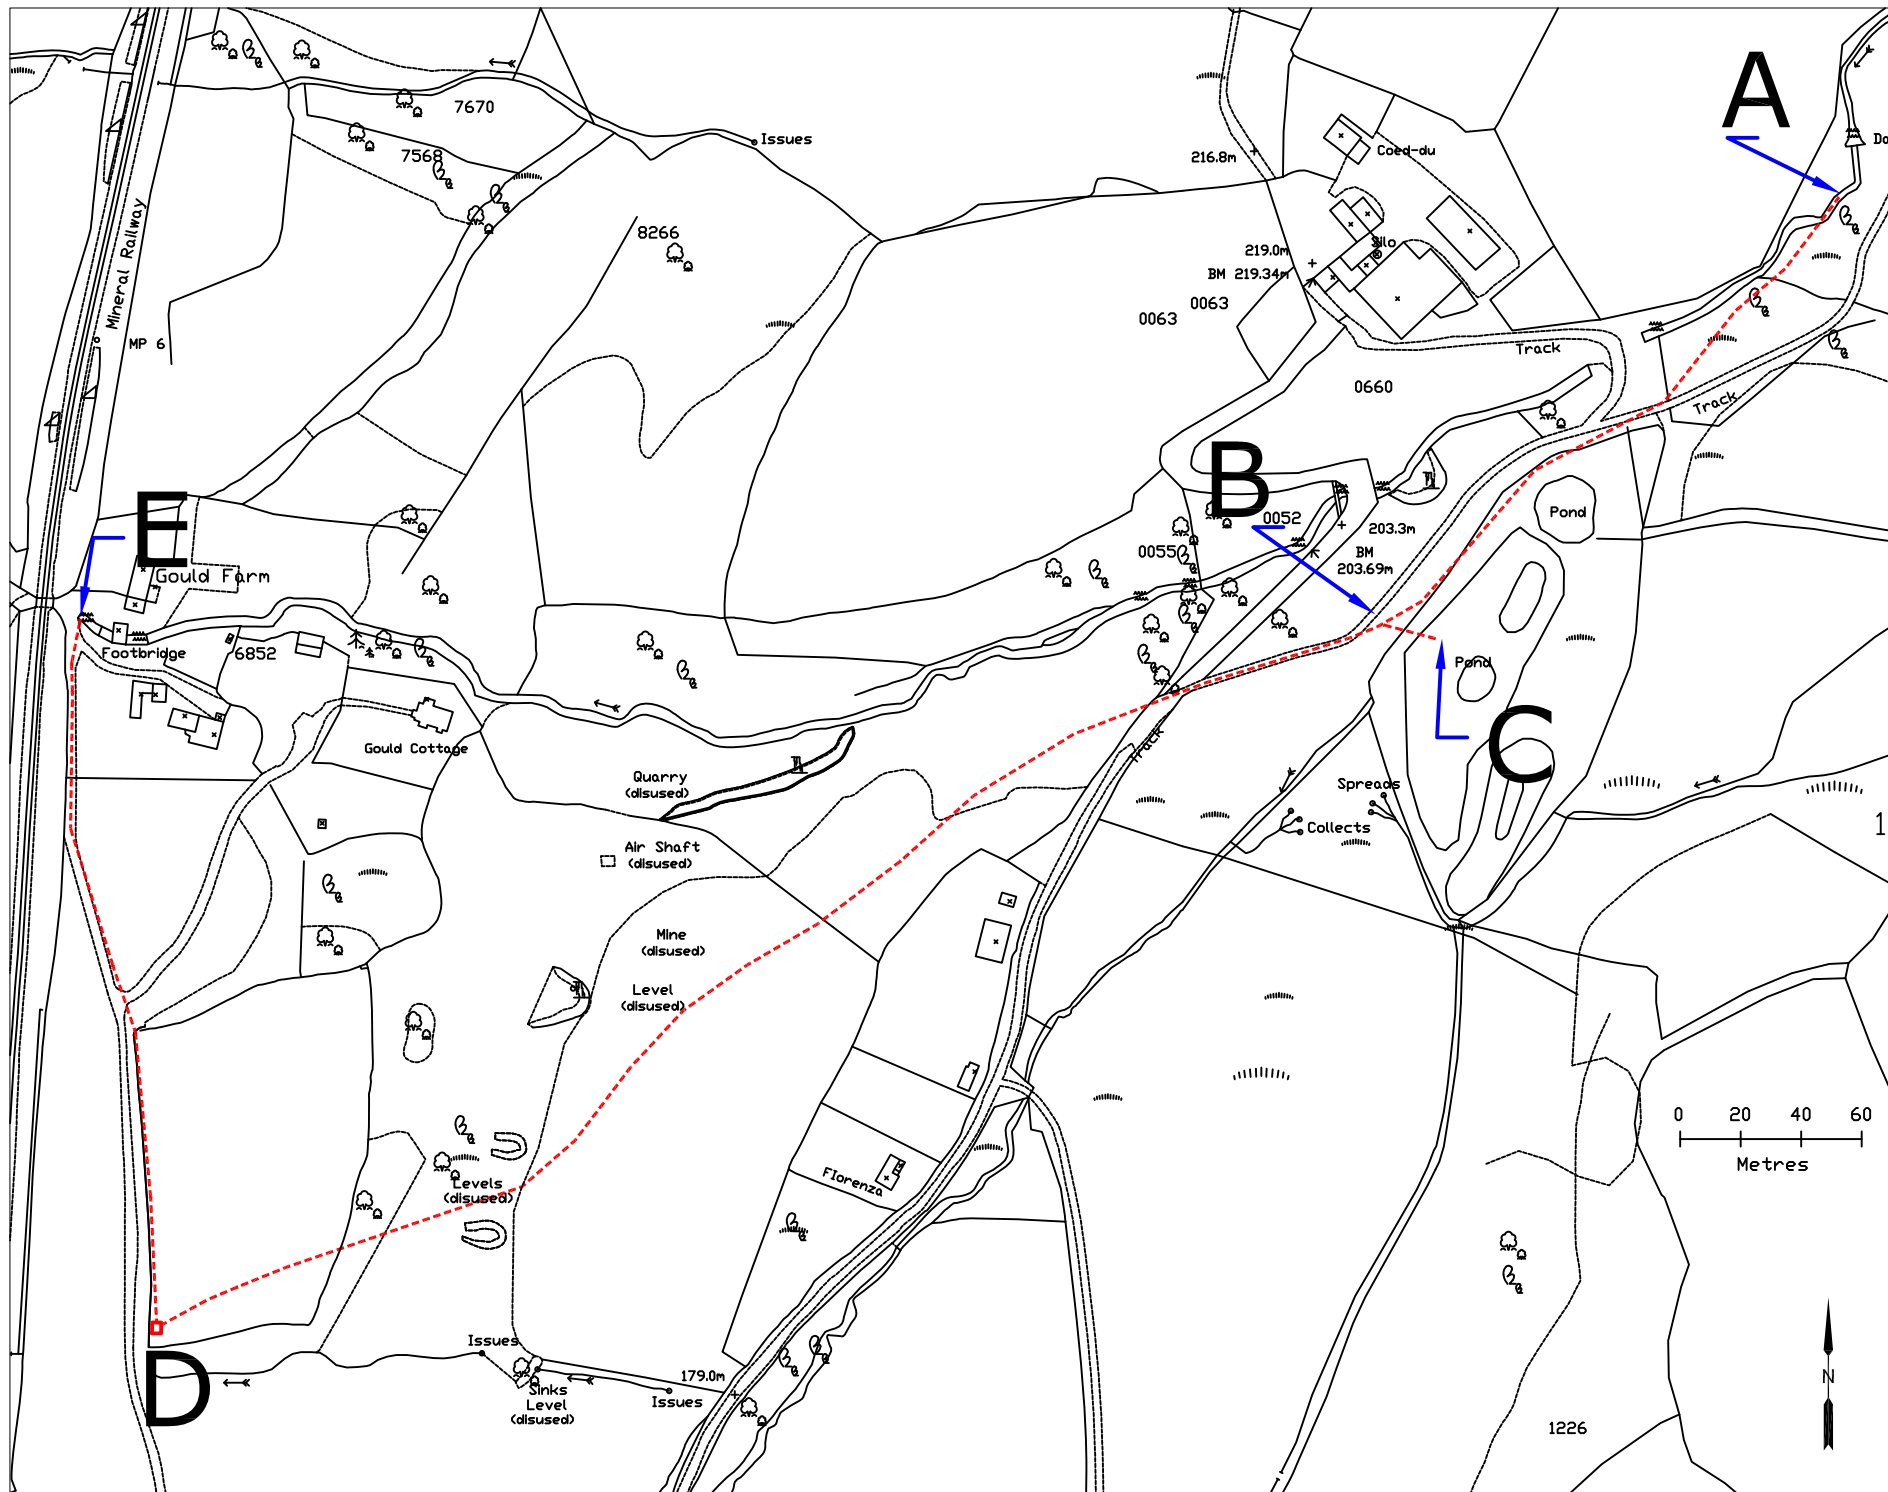 A
7670
Issues
7568
216.8m
Coed-du
Mineral Railway
8266
Silo
219.0m
BM 219.34m
0063
0063
MP 6
Track
0660
Track
B
E
0052
203.3m
Pond
0055
BM
203.69m
Gould Farm
Footbridge
6852
Pond
C
Gould Cottage
Track
Quarry
(disused)
Spreads
Collects
1
Air Shaft
(disused)
Mine
(disused)
Level
(disused)
0 20 40 60
Metres
Florenza
Levels
(disused)
Issues
D
179.0m
Issues
Sinks
Level
(disused)
N
1226